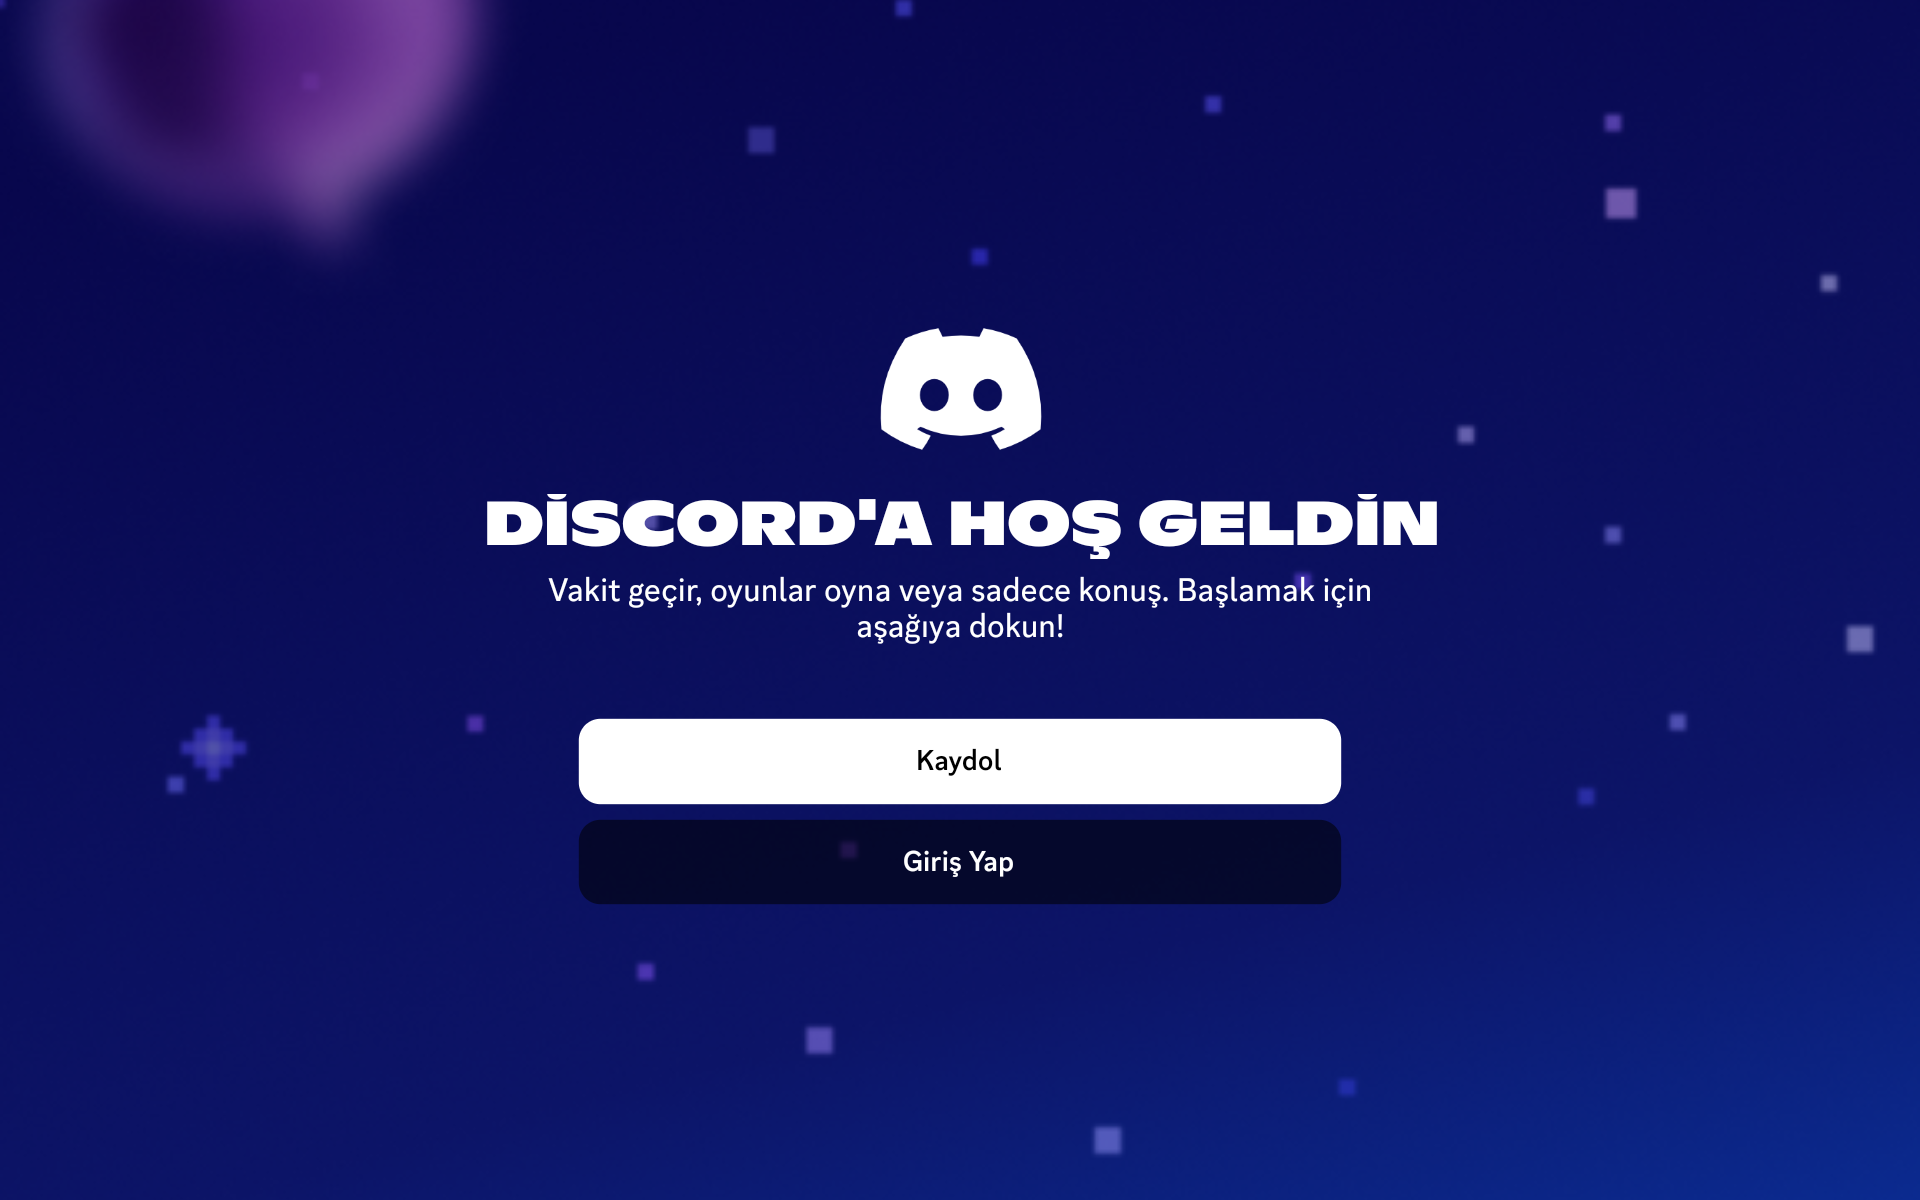 DİSCORD'A HOŞ GELDİN
Vakit geçir, oyunlar oyna veya sadece konuş. Başlamak için
aşağıya dokun!
Kaydol
Giriş Yap